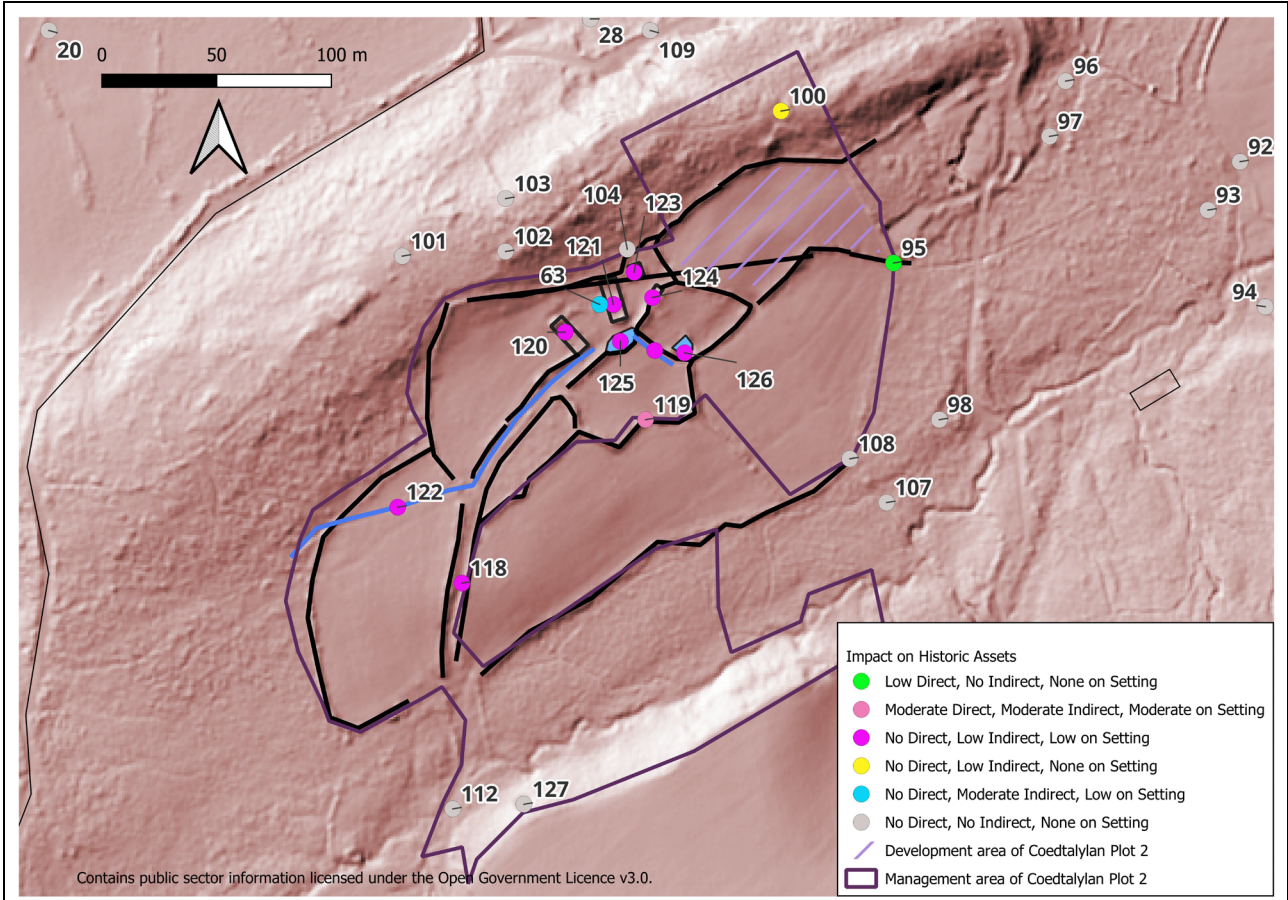 20
28
109
0 50 100 m
96
100
97
92
103
93
104
123
101
102
121
95
63
124
94
120
125
126
119
98
108
122
107
118
112
127
Impact on Historic Assets
Low Direct, No Indirect, None on Setting
Moderate Direct, Moderate Indirect, Moderate on Setting
No Direct, Low Indirect, Low on Setting
No Direct, Low Indirect, None on Setting
No Direct, Moderate Indirect, Low on Setting
No Direct, No Indirect, None on Setting
Development area of Coedtalylan Plot 2
Management area of Coedtalylan Plot 2
Contains public sector information licensed under the Open Government Licence v3.0.